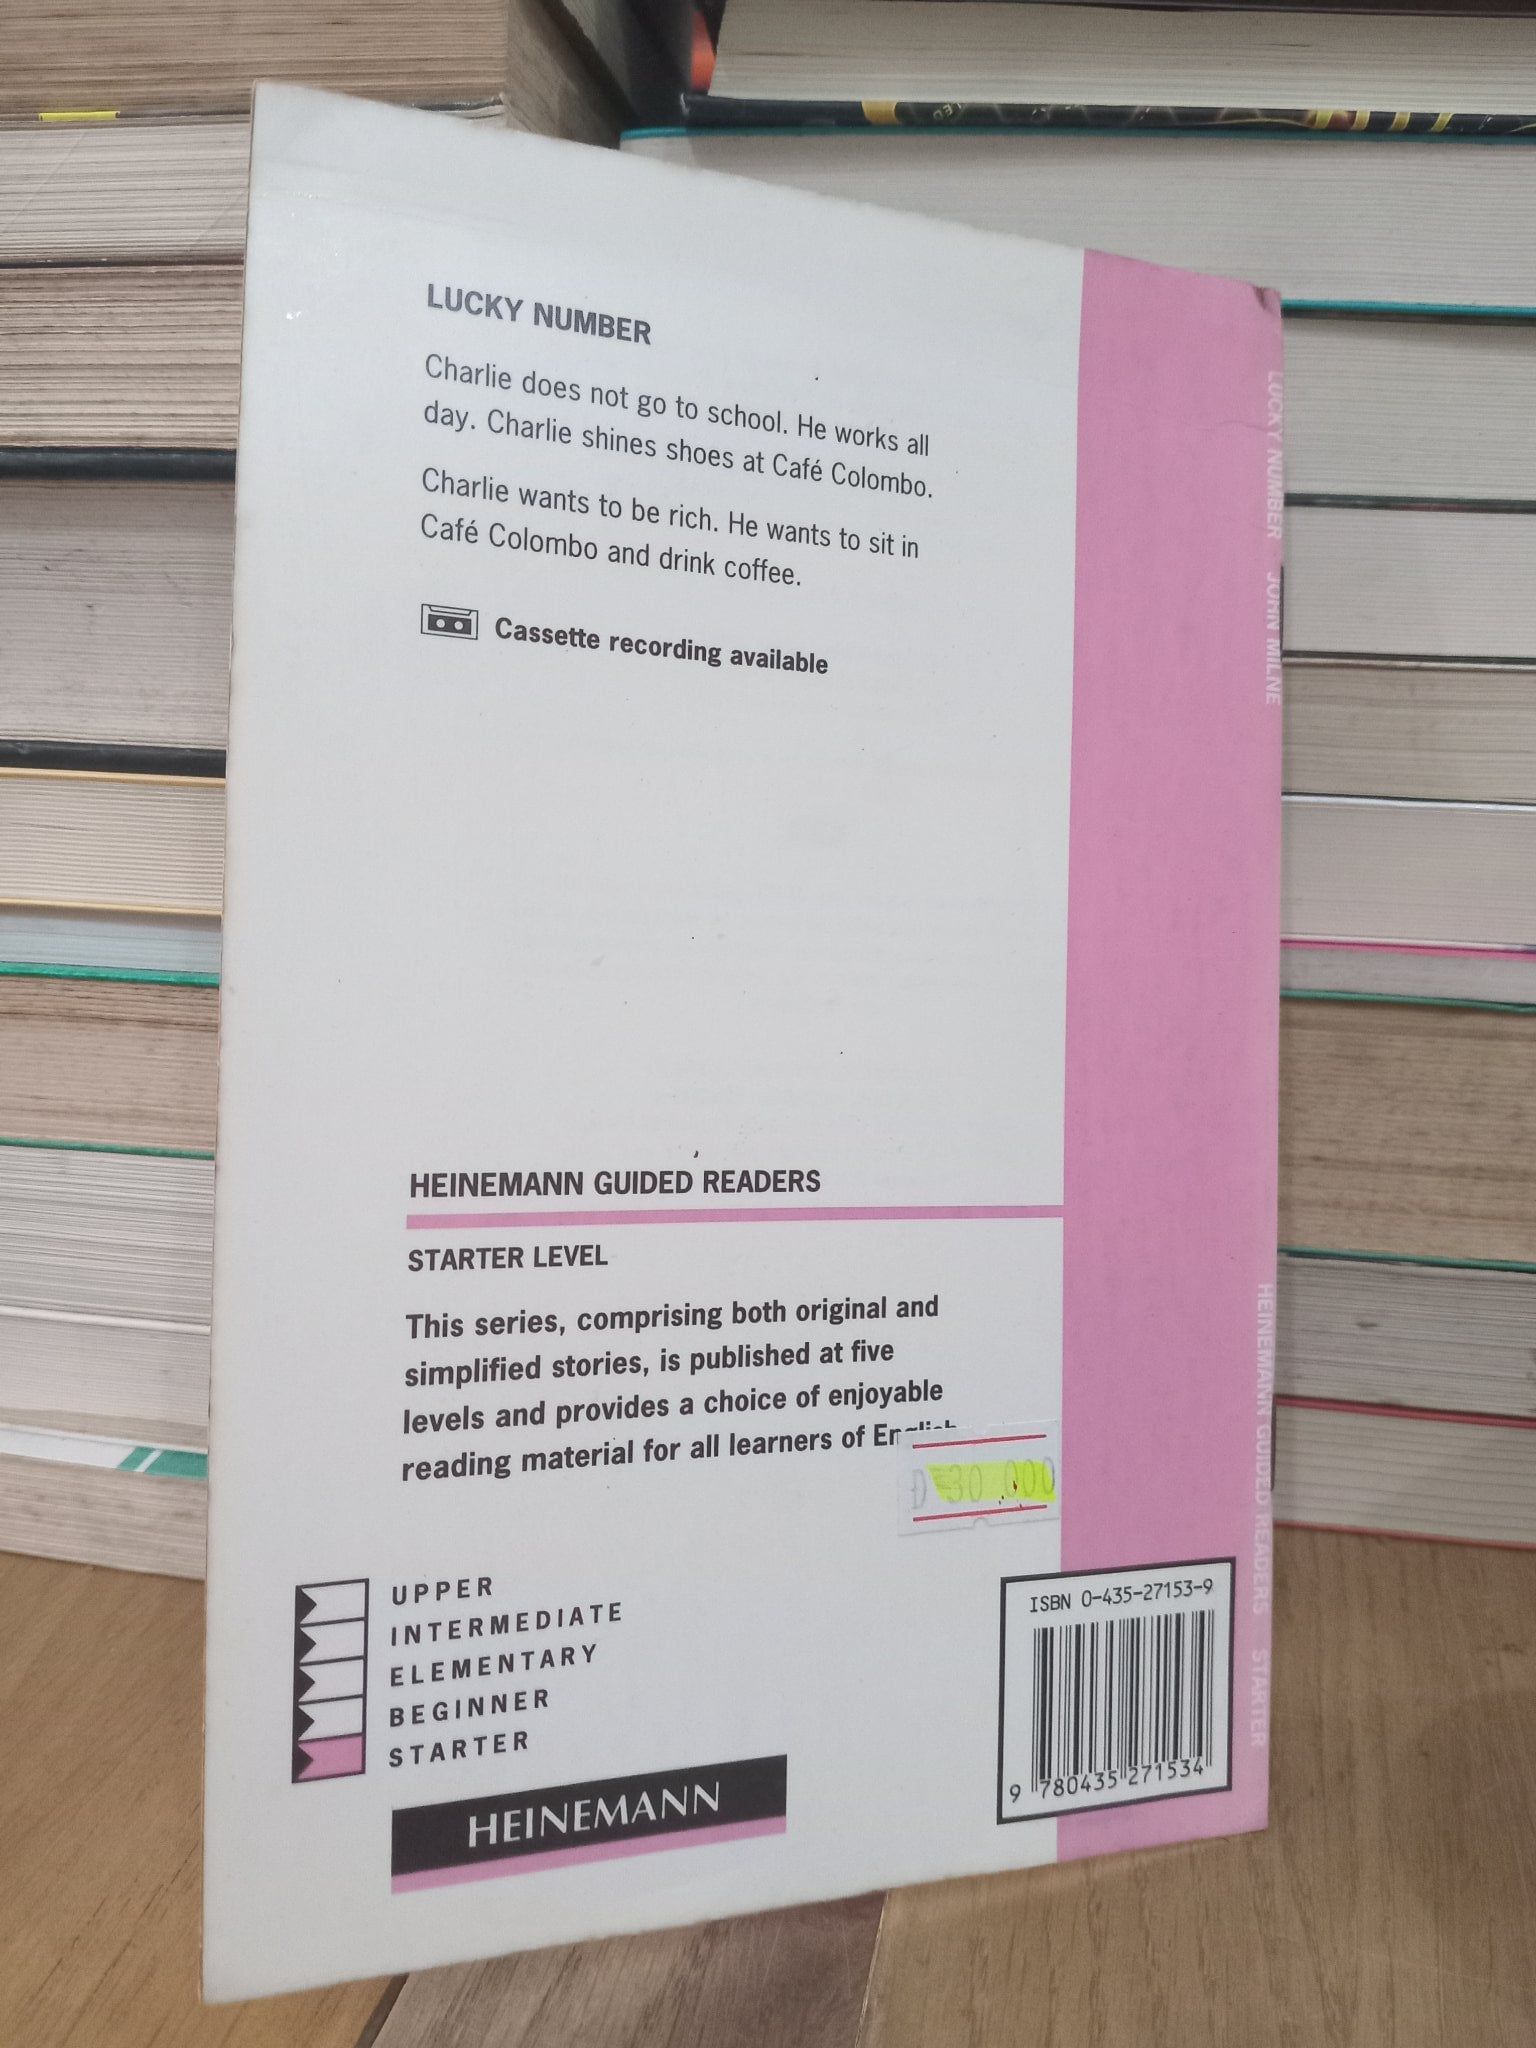 LUCKY NUMBER
Charlie does not go to school. He works all
day. Charlie shines shoes at Café Colombo.
Charlie wants to be rich. He wants to sit in
Café Colombo and drink coffee.
Cassette recording available
HEINEMANN GUIDED READERS
STARTER LEVEL
This series, comprising both original and
simplified stories, is published at five
levels and provides a choice of enjoyable
reading material for all learners of English
Đ 30 000
UPPER
INTERMEDIATE
ELEMENTARY
BEGINNER
STARTER
HEINEMANN
ISBN 0-435-27153-9
9 780435 271534
LUCKY NUMBER JOHN MILNE
HEINEMANN GUIDED READERS STARTER